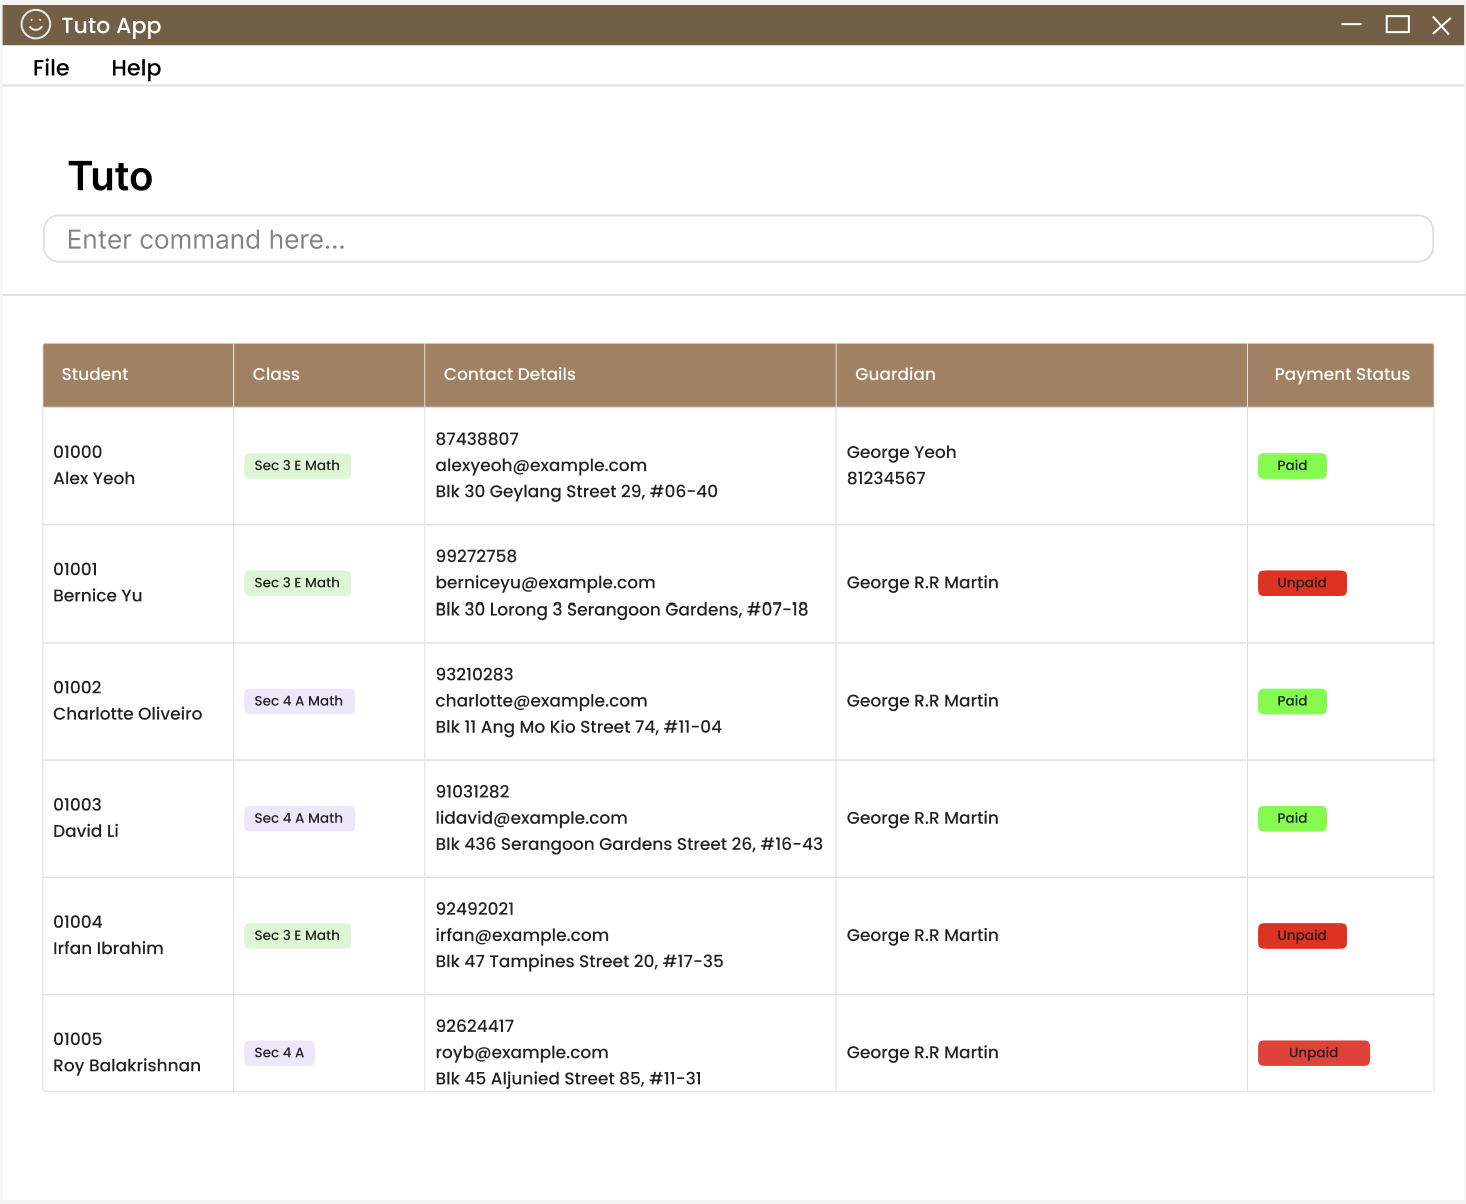 Tuto App
File Help
Tuto
Enter command here...
Student Class Contact Details Guardian Payment Status
01000
Alex Yeoh
Sec 3 E Math
87438807
alexyeoh@example.com
Blk 30 Geylang Street 29, #06-40
George Yeoh
81234567
Paid
01001
Bernice Yu
Sec 3 E Math
99272758
berniceyu@example.com
Blk 30 Lorong 3 Serangoon Gardens, #07-18
George R.R Martin
Unpaid
01002
Charlotte Oliveiro
Sec 4 A Math
93210283
charlotte@example.com
Blk 11 Ang Mo Kio Street 74, #11-04
George R.R Martin
Paid
01003
David Li
Sec 4 A Math
91031282
lidavid@example.com
Blk 436 Serangoon Gardens Street 26, #16-43
George R.R Martin
Paid
01004
Irfan Ibrahim
Sec 3 E Math
92492021
irfan@example.com
Blk 47 Tampines Street 20, #17-35
George R.R Martin
Unpaid
01005
Roy Balakrishnan
Sec 4 A
92624417
royb@example.com
Blk 45 Aljunied Street 85, #11-31
George R.R Martin
Unpaid